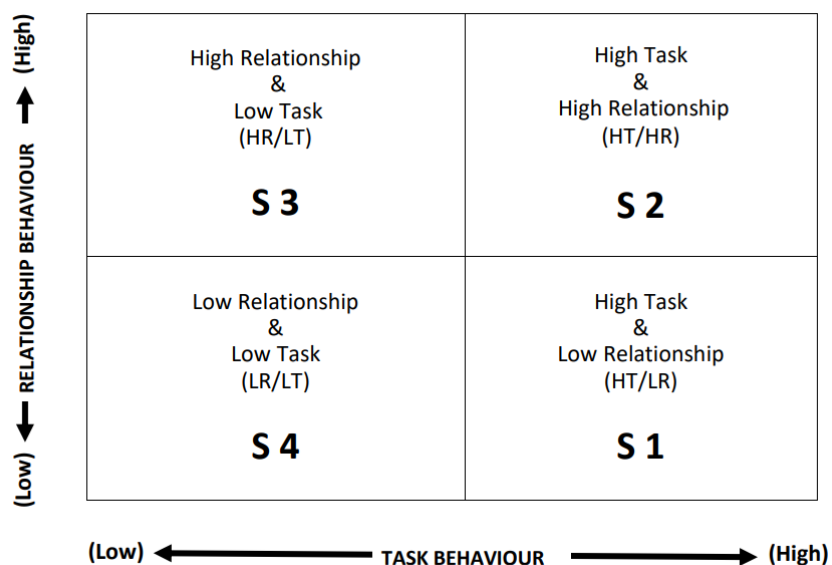 (High)
RELATIONSHIP BEHAVIOUR
(Low)
High Relationship
&
Low Task
(HR/LT)
S 3
High Task
&
High Relationship
(HT/HR)
S 2
Low Relationship
&
Low Task
(LR/LT)
S 4
High Task
&
Low Relationship
(HT/LR)
S 1
(Low)
TASK BEHAVIOUR
(High)